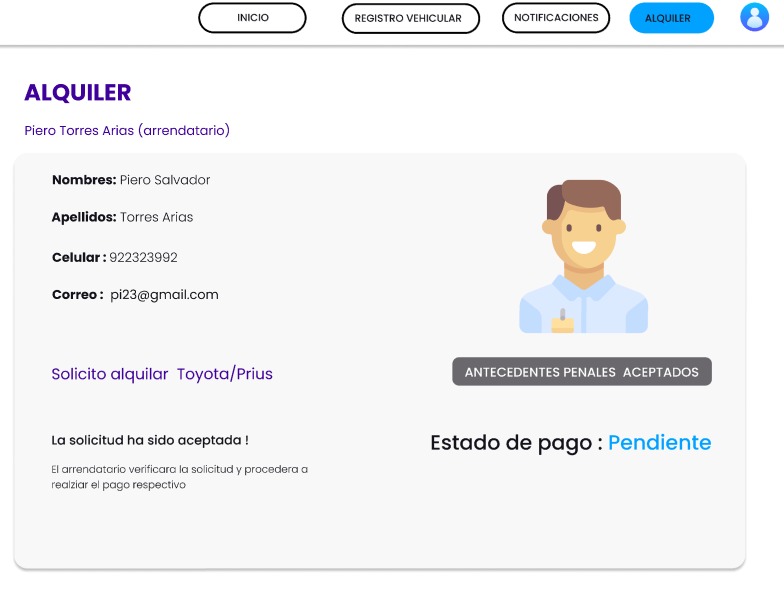 INICIO
REGISTRO VEHICULAR
NOTIFICACIONES
ALQUILER
ALQUILER
Piero Torres Arias (arrendatario)
Nombres: Piero Salvador
Apellidos: Torres Arias
Celular : 922323992
Correo : pi23@gmail.com
Solicito alquilar Toyota/Prius
ANTECEDENTES PENALES ACEPTADOS
La solicitud ha sido aceptada !
Estado de pago : Pendiente
El arrendatario verificara la solicitud y procedera a
realziar el pago respectivo